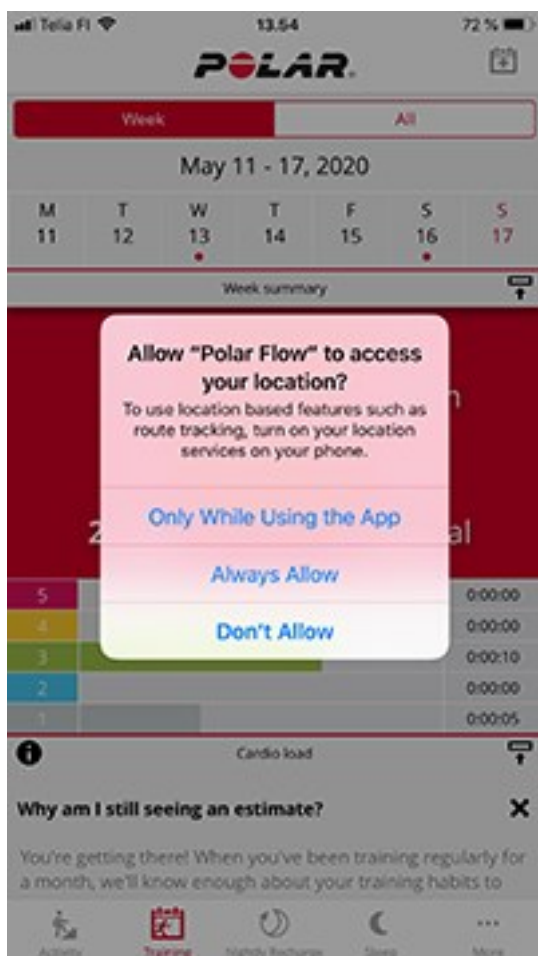 Telia FI 13.54 72 %
POLAR
Week All
May 11 - 17, 2020
M T W T F S S
11 12 13 14 15 16 17
Week summary
Allow “Polar Flow” to access
your location?
To use location based features such as
route tracking, turn on your location
services on your phone.
Only While Using the App
Always Allow
Don’t Allow
2
al
5 0:00:00
4 0:00:00
3 0:00:10
2 0:00:00
1 0:00:05
Cardio load
Why am I still seeing an estimate?
You're getting there! When you've been training regularly for
a month, we'll know enough about your training habits to
Activity Training Nightly Recharge Sleep More